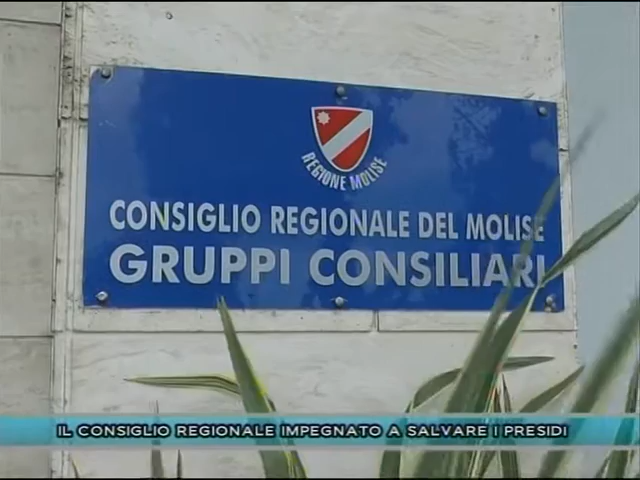 REGIONE MOLISE
CONSIGLIO REGIONALE DEL MOLISE
GRUPPI CONSILIARI
IL CONSIGLIO REGIONALE IMPEGNATO A SALVARE I PRESIDI